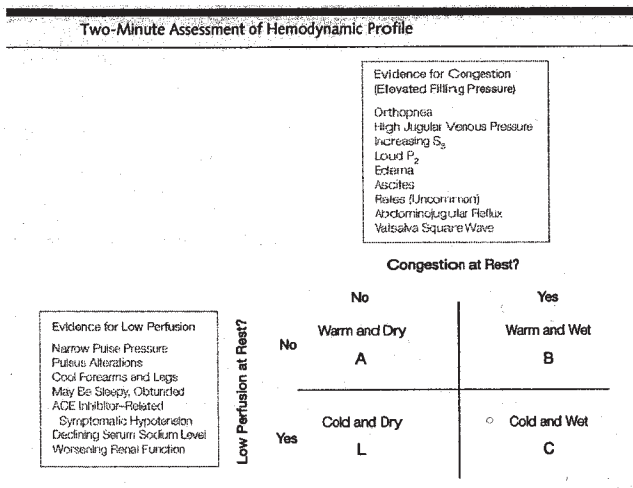 Two-Minute Assessment of Hemodynamic Profile
Evidence for Congestion
(Elevated Filling Pressure)
Orthopnea
High Jugular Venous Pressure
Increasing S3
Loud P2
Edema
Ascites
Rales (Uncommon)
Abdominojugular Reflux
Valsalva Square Wave
Congestion at Rest?
No
Yes
Evidence for Low Perfusion
Narrow Pulse Pressure
Pulsus Alterations
Cool Forearms and Legs
May Be Sleepy, Obtunded
ACE Inhibitor–Related
Symptomatic Hypotension
Declining Serum Sodium Level
Worsening Renal Function
Low Perfusion at Rest?
No
Warm and Dry
A
Warm and Wet
B
Yes
Cold and Dry
L
Cold and Wet
C